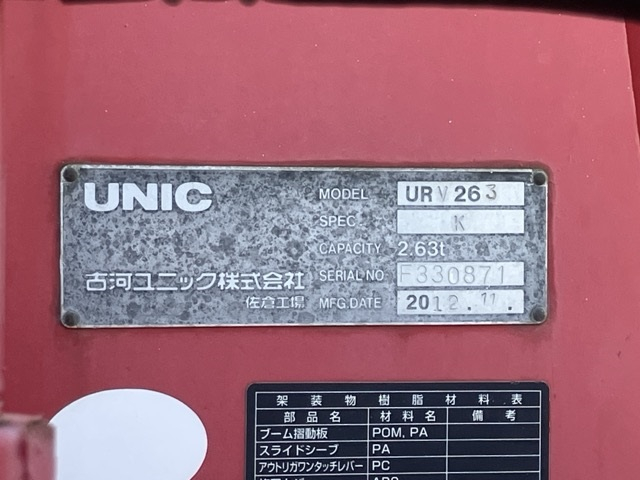 UNIC
MODEL URV263
SPEC. K
CAPACITY 2.63t
古河ユニック株式会社
SERIAL NO F330871
佐倉工場
MFG.DATE 2012.11.
架装物樹脂材料表
部品名 材料名 備考
ブーム摺動板 POM, PA
スライドシーブ PA
アウトリガワンタッチレバー PC